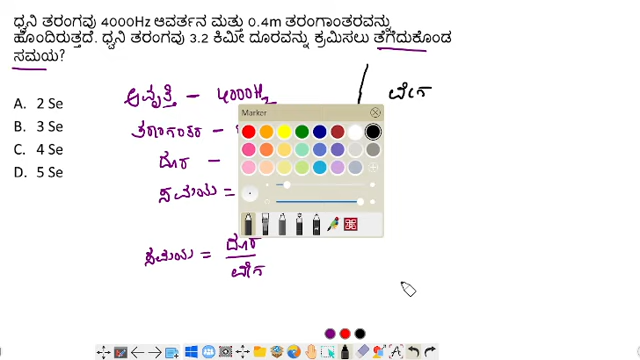 ಧ್ವನಿ ತರಂಗವು 4000Hz ಆವರ್ತನ ಮತ್ತು 0.4m ತರಂಗಾಂತರವನ್ನು
ಹೊಂದಿರುತ್ತದೆ. ಧ್ವನಿ ತರಂಗವು 3.2 ಕಿಮೀ ದೂರವನ್ನು ಕ್ರಮಿಸಲು ತೆಗೆದುಕೊಂಡ
ಸಮಯ?
A. 2 Se
B. 3 Se
C. 4 Se
D. 5 Se
ಆವೃತ್ತಿ – 4000Hz
ತರಂಗಾಂತರ –
ದೂರ –
ಸಮಯ =
ಸಮಯ = ದೂರ
ವೇಗ
ವೇಗ
Marker